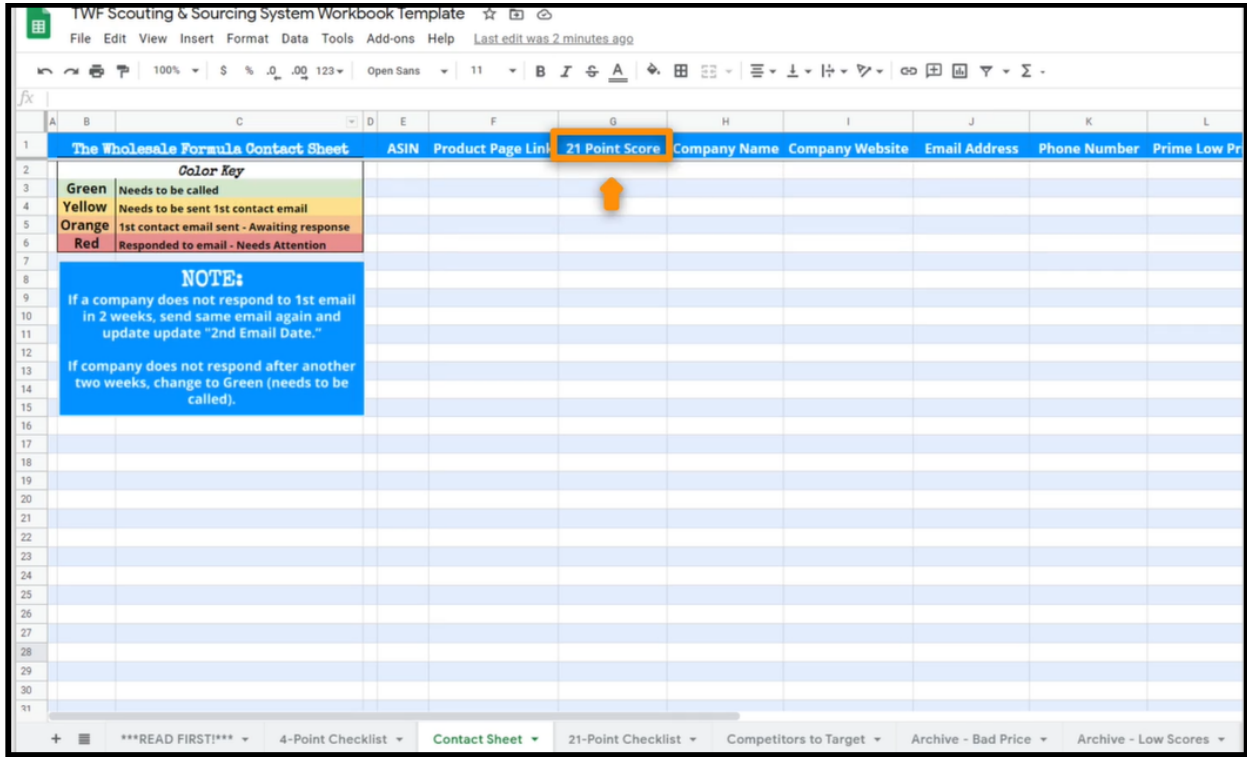 TWF Scouting & Sourcing System Workbook Template
File Edit View Insert Format Data Tools Add-ons Help Last edit was 2 minutes ago
100% $ % .0 .00 123 Open Sans 11 B I S A
fx
A B C D E F G H I J K L
1 The Wholesale Formula Contact Sheet ASIN Product Page Link 21 Point Score Company Name Company Website Email Address Phone Number Prime Low Pr
2 Color Key
3 Green Needs to be called
4 Yellow Needs to be sent 1st contact email
5 Orange 1st contact email sent - Awaiting response
6 Red Responded to email - Needs Attention
7
8 NOTE:
9 If a company does not respond to 1st email
10 in 2 weeks, send same email again and
11 update update "2nd Email Date."
12
13 If company does not respond after another
14 two weeks, change to Green (needs to be
15 called).
16
17
18
19
20
21
22
23
24
25
26
27
28
29
30
31
+ ***READ FIRST!*** 4-Point Checklist Contact Sheet 21-Point Checklist Competitors to Target Archive - Bad Price Archive - Low Scores